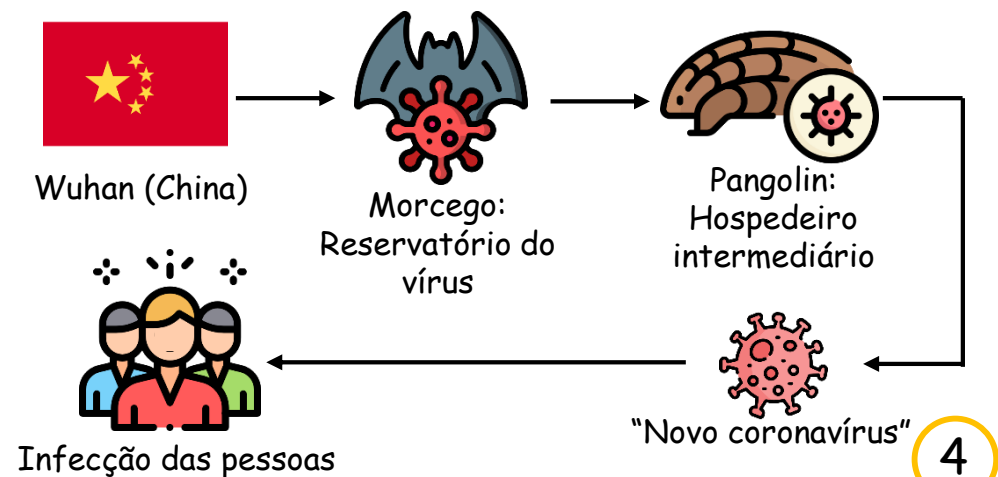 Wuhan (China)
Morcego:
Reservatório do
vírus
Pangolin:
Hospedeiro
intermediário
"Novo coronavírus"
Infecção das pessoas
4